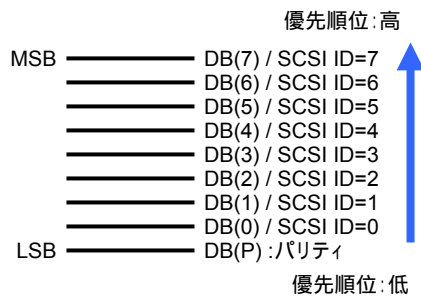 優先順位:高
MSB DB(7) / SCSI ID=7
DB(6) / SCSI ID=6
DB(5) / SCSI ID=5
DB(4) / SCSI ID=4
DB(3) / SCSI ID=3
DB(2) / SCSI ID=2
DB(1) / SCSI ID=1
DB(0) / SCSI ID=0
LSB DB(P) :パリティ
優先順位:低